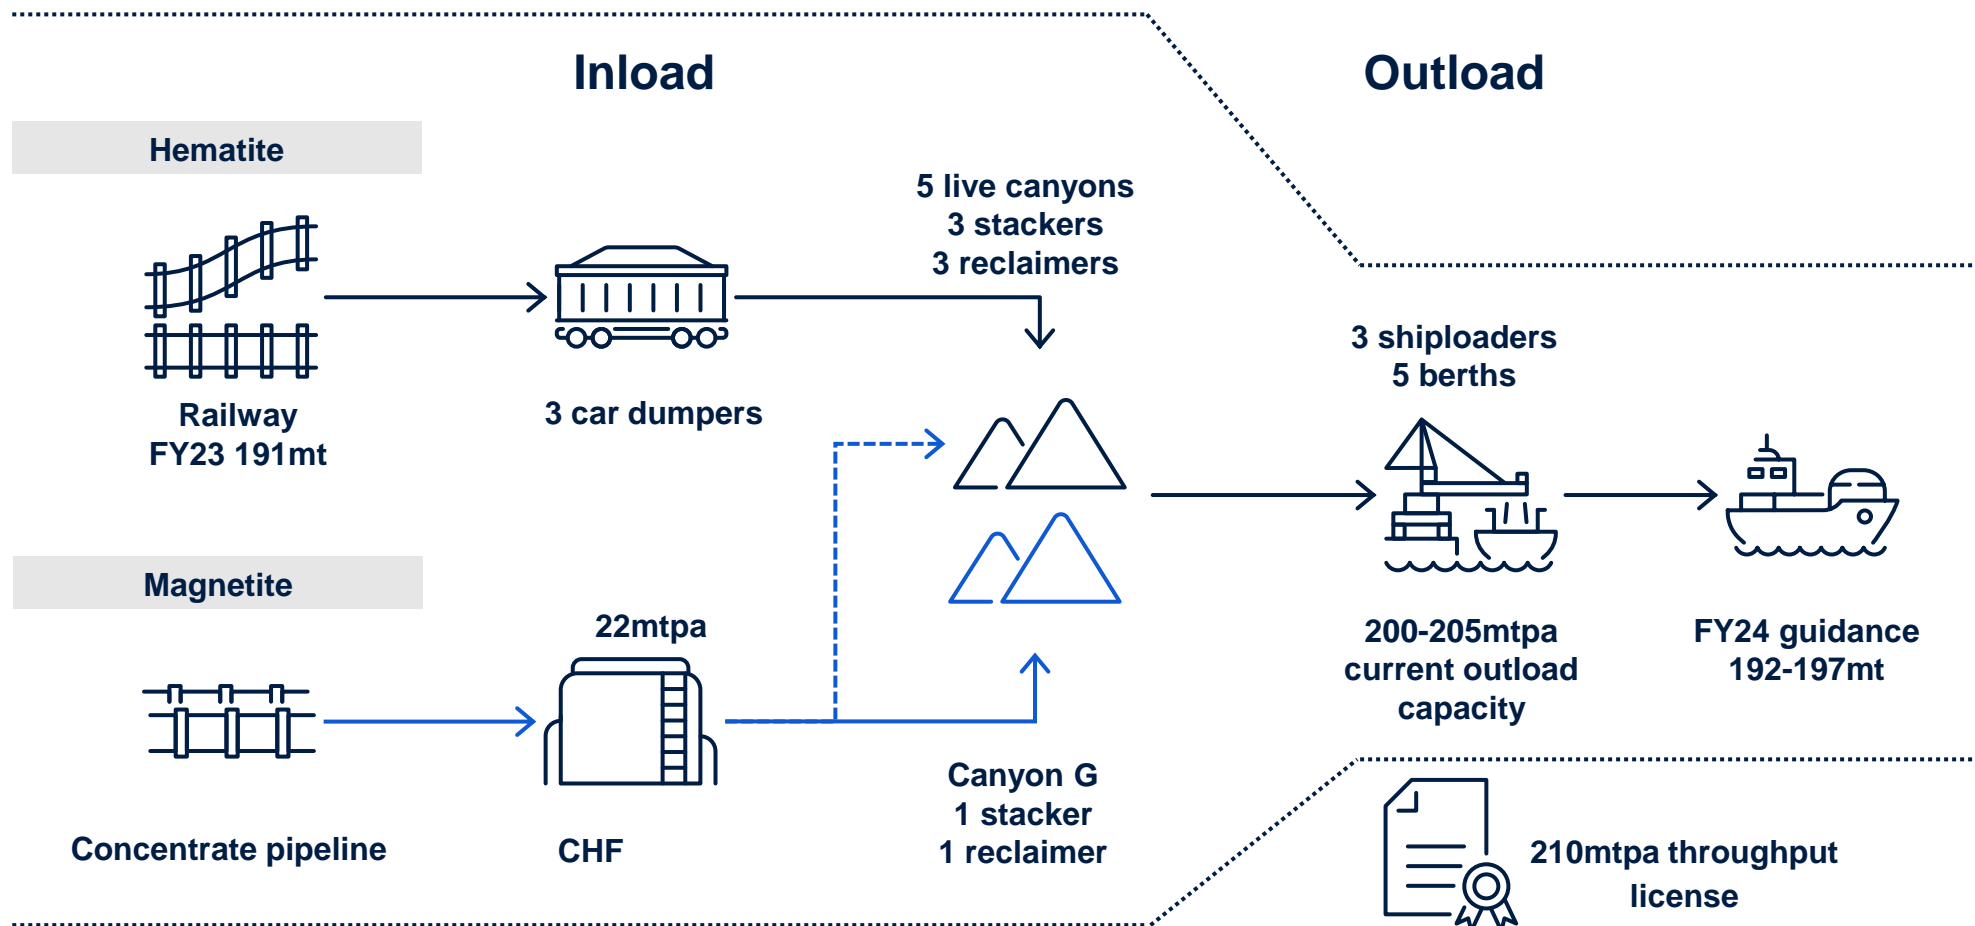 Inload
Outload
Hematite
5 live canyons
3 stackers
3 reclaimers
Railway
FY23 191mt
3 car dumpers
3 shiploaders
5 berths
Magnetite
22mtpa
200-205mtpa
current outload
capacity
FY24 guidance
192-197mt
Concentrate pipeline
CHF
Canyon G
1 stacker
1 reclaimer
210mtpa throughput
license